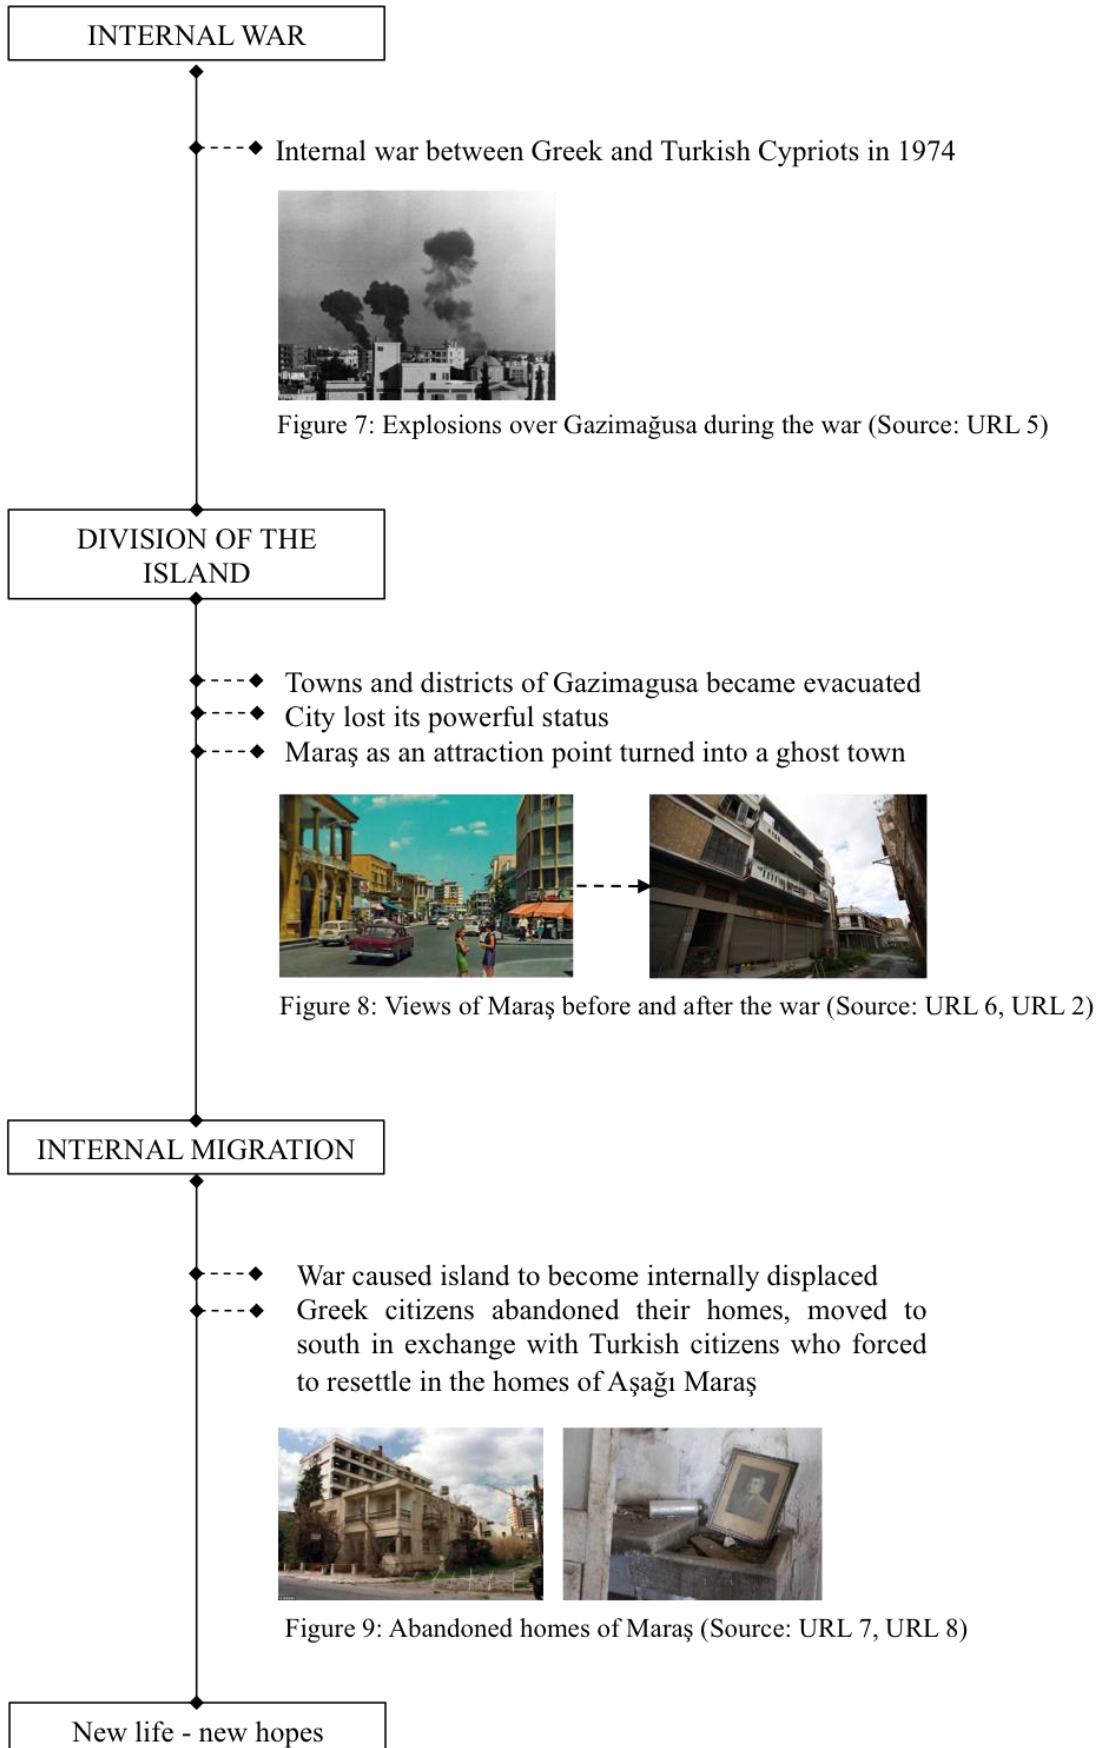 INTERNAL WAR
Internal war between Greek and Turkish Cypriots in 1974
Figure 7: Explosions over Gazimağusa during the war (Source: URL 5)
DIVISION OF THE
ISLAND
Towns and districts of Gazimagusa became evacuated
City lost its powerful status
Maraş as an attraction point turned into a ghost town
Figure 8: Views of Maraş before and after the war (Source: URL 6, URL 2)
INTERNAL MIGRATION
War caused island to become internally displaced
Greek citizens abandoned their homes, moved to
south in exchange with Turkish citizens who forced
to resettle in the homes of Aşağı Maraş
Figure 9: Abandoned homes of Maraş (Source: URL 7, URL 8)
New life - new hopes